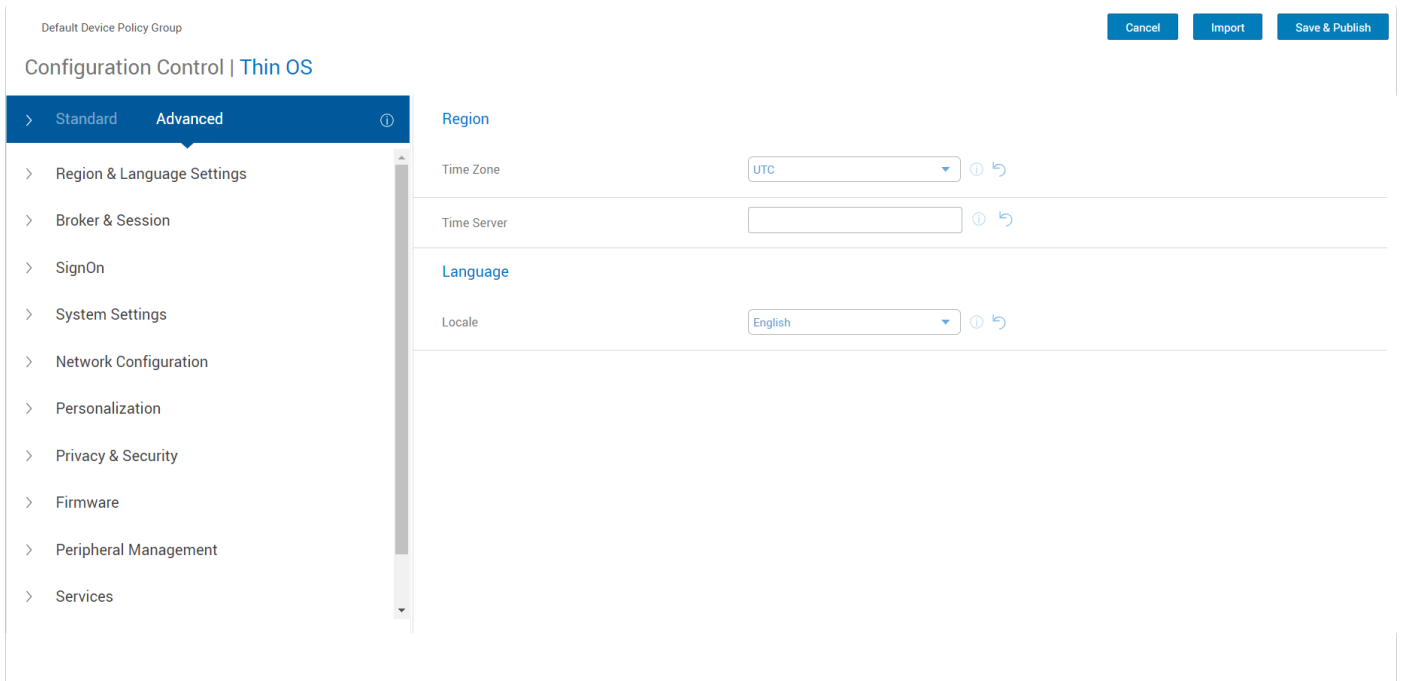 Default Device Policy Group
Cancel
Import
Save & Publish
Configuration Control | Thin OS
Standard Advanced
Region & Language Settings
Broker & Session
SignOn
System Settings
Network Configuration
Personalization
Privacy & Security
Firmware
Peripheral Management
Services
Region
Time Zone
UTC
Time Server
Language
Locale
English